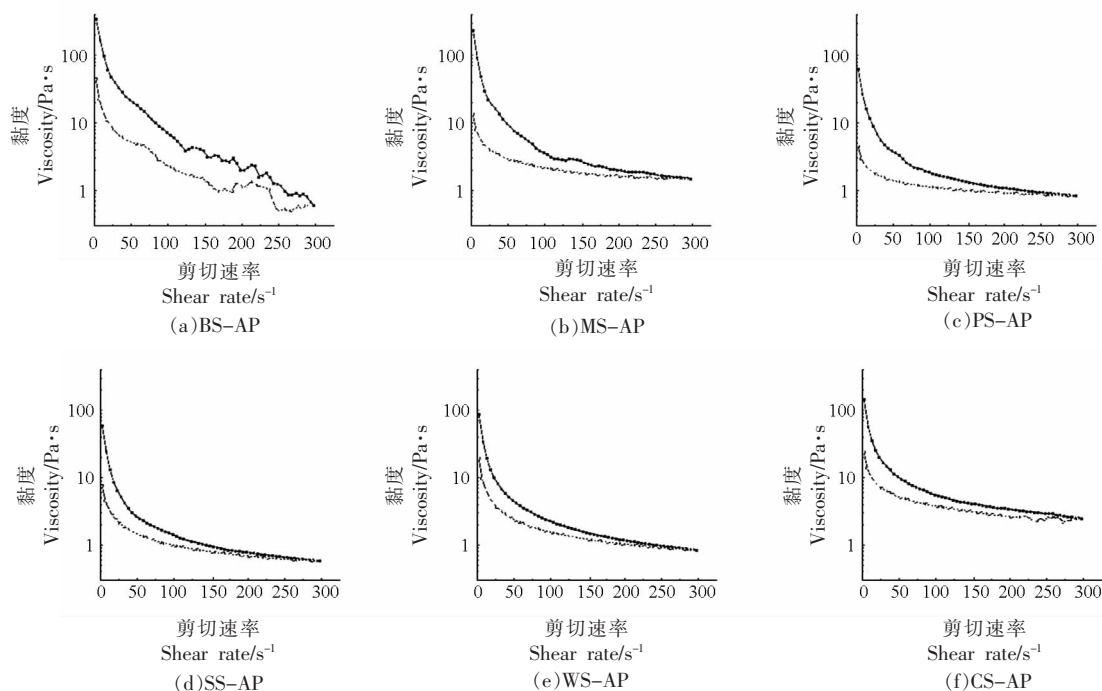 100
10
1
黏度
Viscosity/Pa·s
0 50 100 150 200 250 300
剪切速率
Shear rate/s⁻¹
(a)BS-AP
100
10
1
黏度
Viscosity/Pa·s
0 50 100 150 200 250 300
剪切速率
Shear rate/s⁻¹
(b)MS-AP
100
10
1
黏度
Viscosity/Pa·s
0 50 100 150 200 250 300
剪切速率
Shear rate/s⁻¹
(c)PS-AP
100
10
1
黏度
Viscosity/Pa·s
0 50 100 150 200 250 300
剪切速率
Shear rate/s⁻¹
(d)SS-AP
100
10
1
黏度
Viscosity/Pa·s
0 50 100 150 200 250 300
剪切速率
Shear rate/s⁻¹
(e)WS-AP
100
10
1
黏度
Viscosity/Pa·s
0 50 100 150 200 250 300
剪切速率
Shear rate/s⁻¹
(f)CS-AP